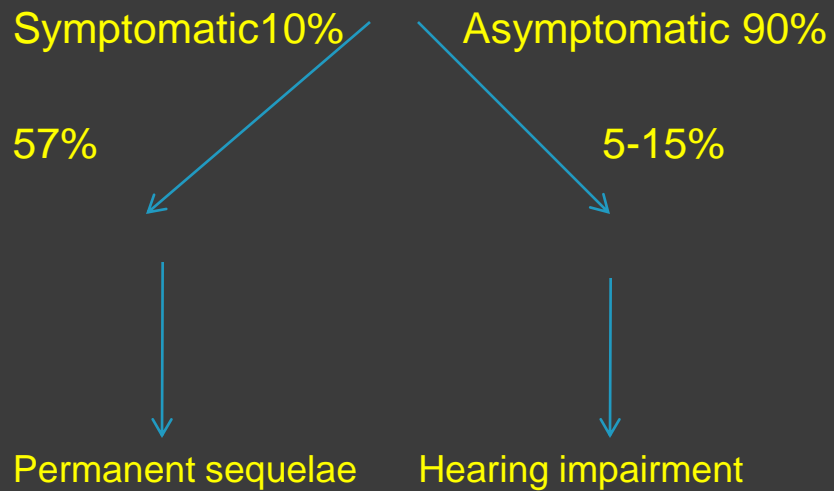 Symptomatic10% Asymptomatic 90%
57% 5-15%
Permanent sequelae Hearing impairment